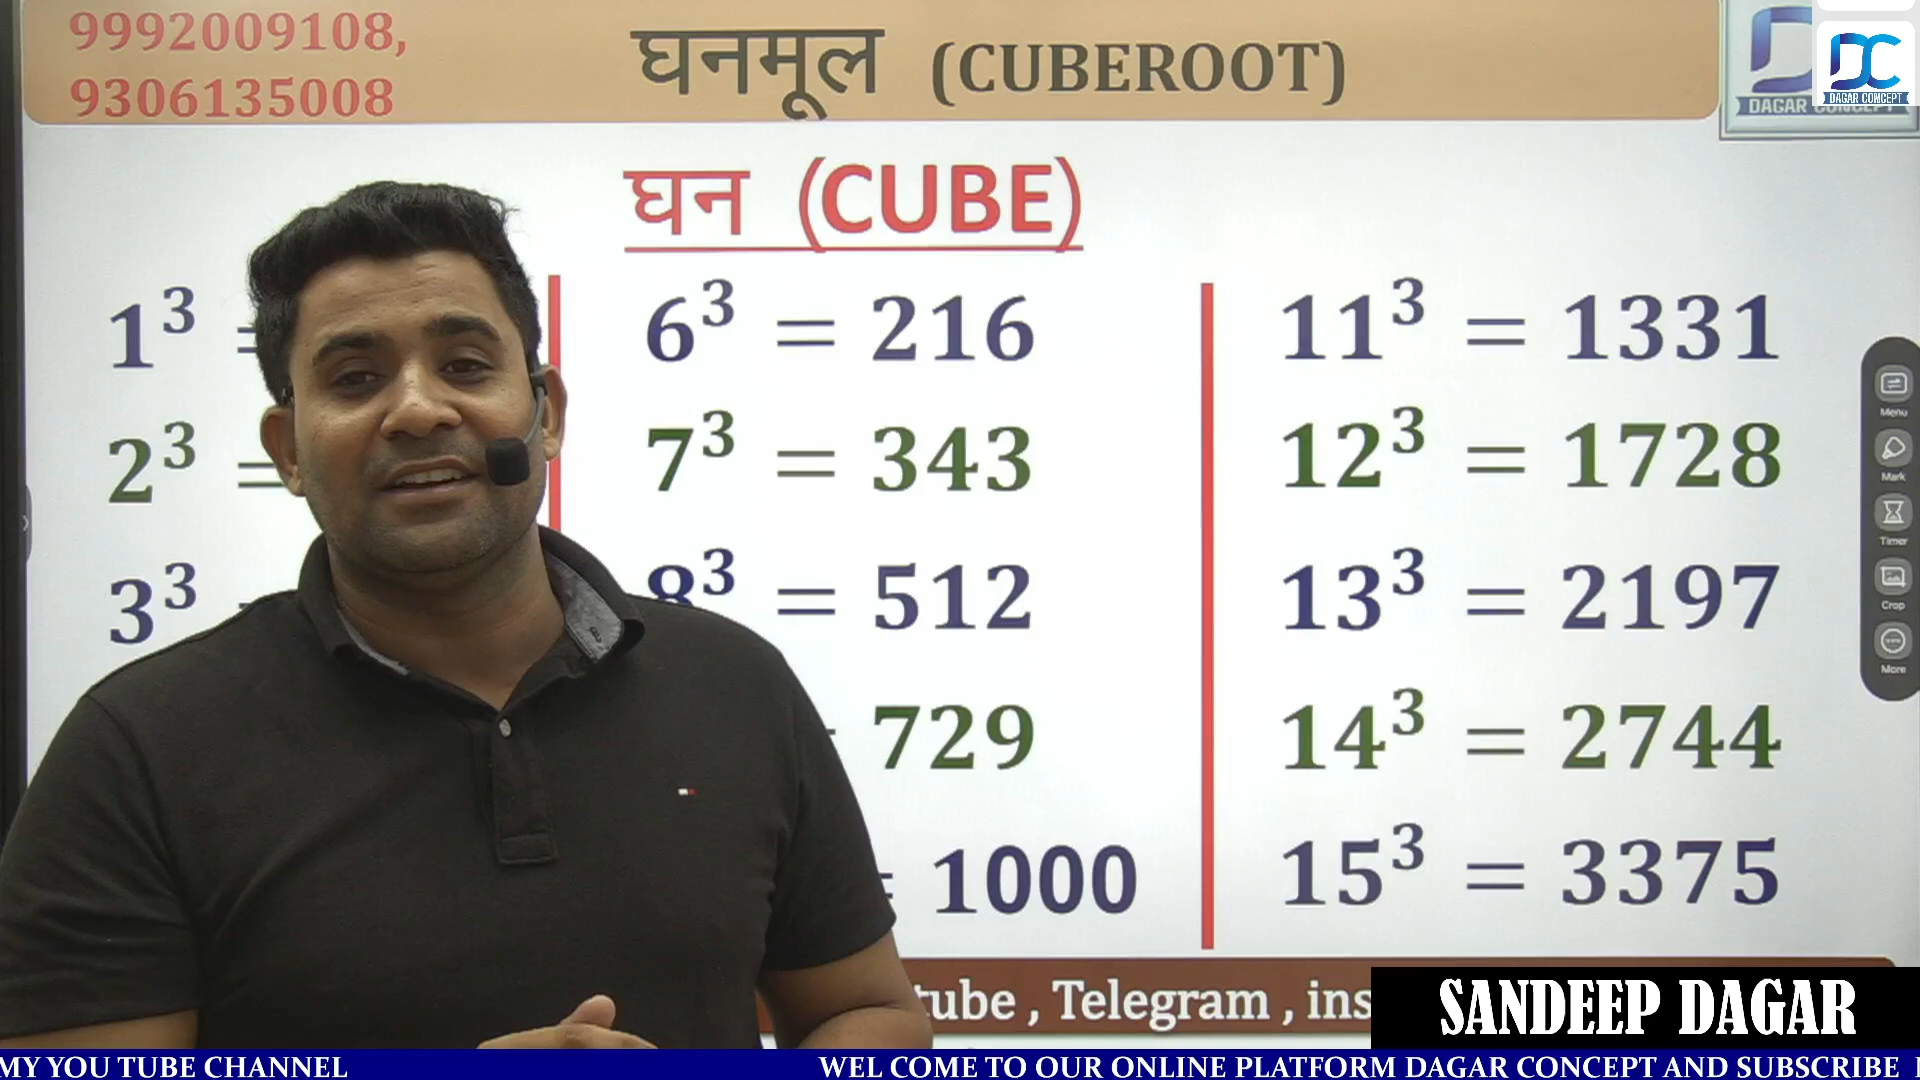 9992009108,
9306135008
घनमूल (CUBEROOT)
DC
DAGAR CONCEPT
DAGAR CONCEPT
घन (CUBE)
1³ =
6³ = 216
11³ = 1331
2³ =
7³ = 343
12³ = 1728
3³
8³ = 512
13³ = 2197
729
14³ = 2744
= 1000
15³ = 3375
Menu
Mark
Timer
Crop
More
tube , Telegram , ins
SANDEEP DAGAR
MY YOU TUBE CHANNEL WEL COME TO OUR ONLINE PLATFORM DAGAR CONCEPT AND SUBSCRIBE